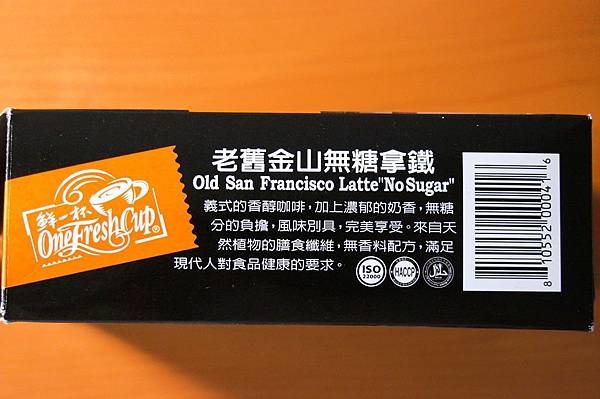 鮮一杯
OneFreshCup®
老舊金山無糖拿鐵
Old San Francisco Latte"No Sugar"
義式的香醇咖啡，加上濃郁的奶香，無糖
分的負擔，風味別具，完美享受。來自天
然植物的膳食纖維，無香料配方，滿足
現代人對食品健康的要求。
ISO
22000
HACCP
8 10552 00041 6